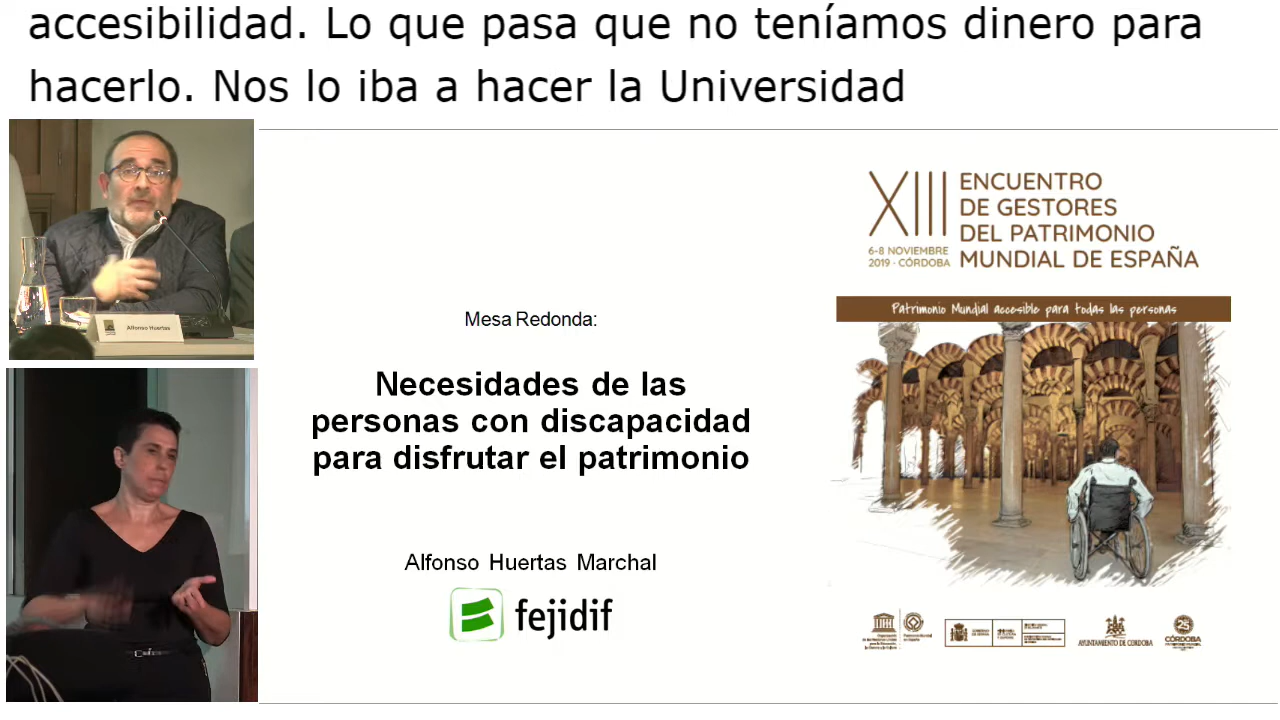 accesibilidad. Lo que pasa que no teníamos dinero para
hacerlo. Nos lo iba a hacer la Universidad
Alfonso Huertas
Mesa Redonda:
Necesidades de las
personas con discapacidad
para disfrutar el patrimonio
Alfonso Huertas Marchal
fejidif
XIII
6-8 NOVIEMBRE
2019 - CÓRDOBA
ENCUENTRO
DE GESTORES
DEL PATRIMONIO
MUNDIAL DE ESPAÑA
Patrimonio Mundial accesible para todas las personas
AYUNTAMIENTO DE CÓRDOBA
25
CÓRDOBA